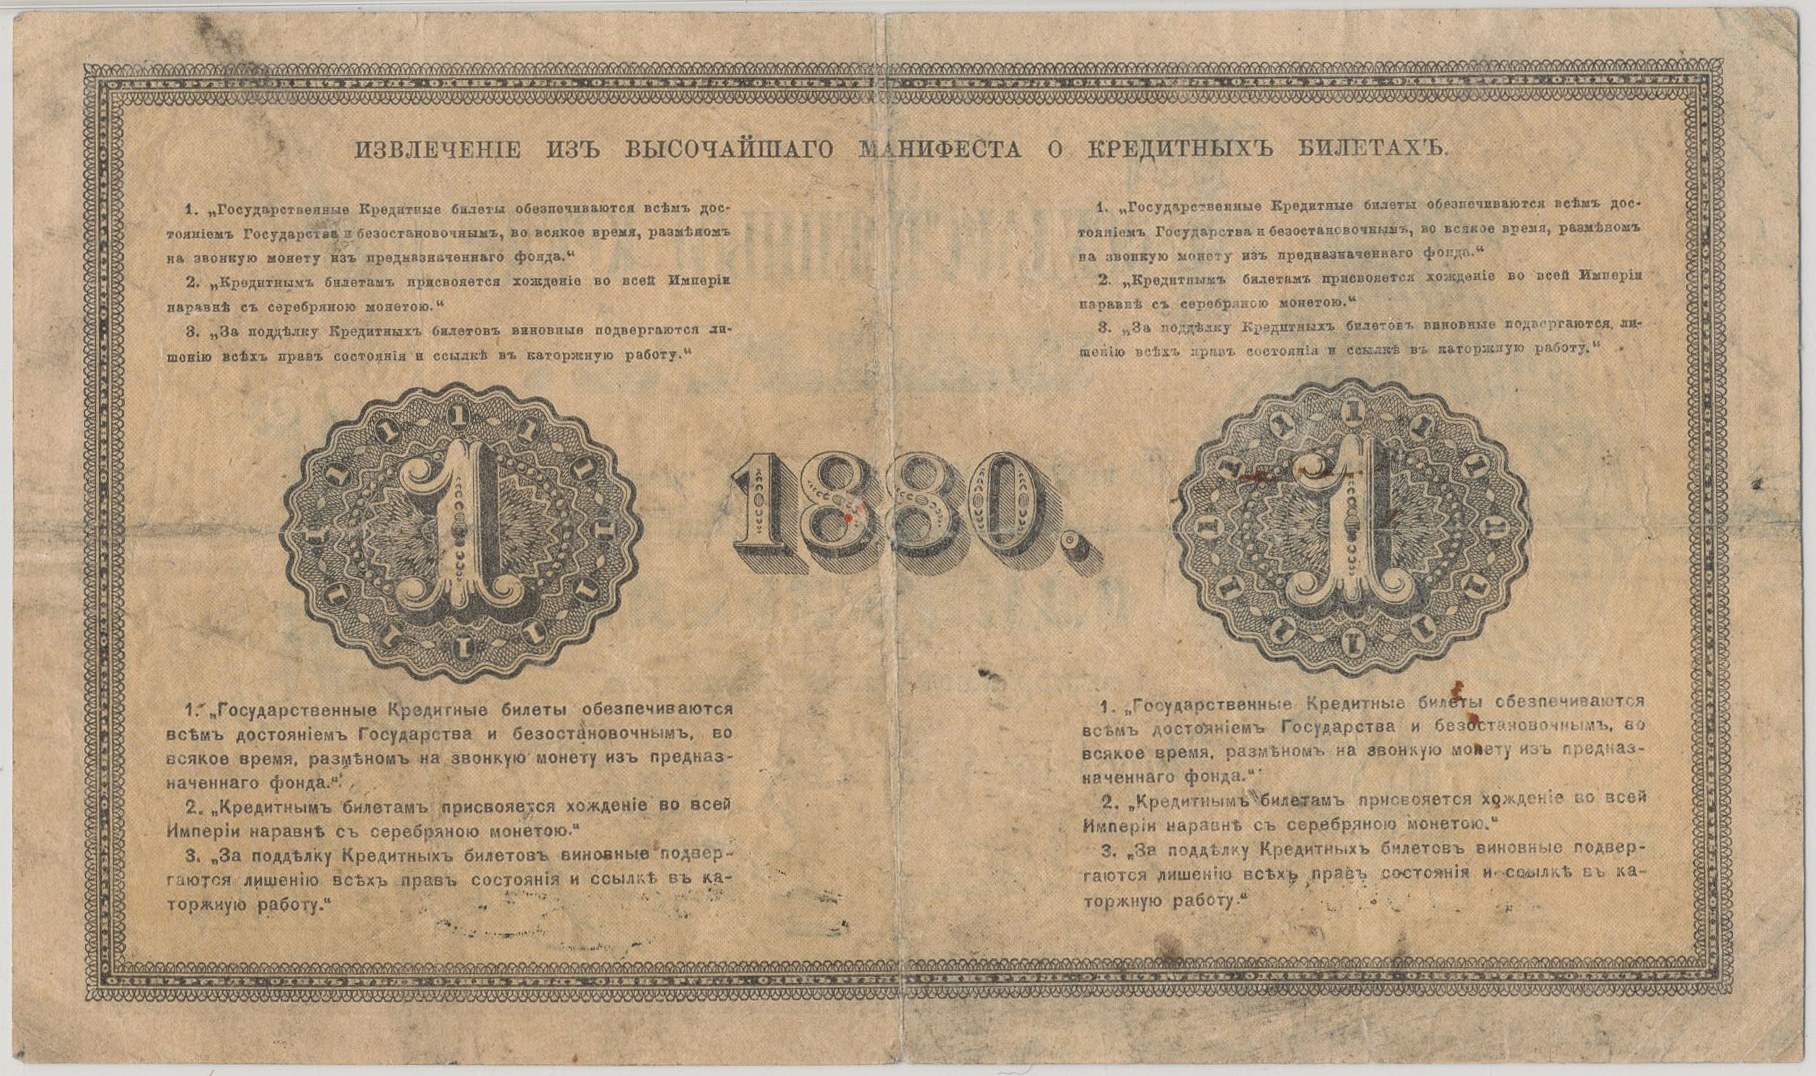 ИЗВЛЕЧЕНІЕ ИЗЪ ВЫСОЧАЙШАГО МАНИФЕСТА О КРЕДИТНЫХЪ БИЛЕТАХЪ.
1. „Государственные Кредитные билеты обезпечиваются всѣмъ дос-
тояніемъ Государства и безостановочнымъ, во всякое время, размѣномъ
на звонкую монету изъ предназначеннаго фонда.“
2. „Кредитнымъ билетамъ присвояется хожденіе во всей Имперіи
наравнѣ съ серебряною монетою.“
3. „За поддѣлку Кредитныхъ билетовъ виновные подвергаются ли-
шенію всѣхъ правъ состоянія и ссылкѣ въ каторжную работу.“
1. „Государственные Кредитные билеты обезпечиваются всѣмъ дос-
тояніемъ Государства и безостановочнымъ, во всякое время, размѣномъ
на звонкую монету изъ предназначеннаго фонда.“
2. „Кредитнымъ билетамъ присвояется хожденіе во всей Имперіи
наравнѣ съ серебряною монетою.“
3. „За поддѣлку Кредитныхъ билетовъ виновные подвергаются ли-
шенію всѣхъ правъ состоянія и ссылкѣ въ каторжную работу.“
1
1880.
1
1. „Государственные Кредитные билеты обезпечиваются
всѣмъ достояніемъ Государства и безостановочнымъ, во
всякое время, размѣномъ на звонкую монету изъ предназ-
наченнаго фонда.“
2. „Кредитнымъ билетамъ присвояется хожденіе во всей
Имперіи наравнѣ съ серебряною монетою.“
3. „За поддѣлку Кредитныхъ билетовъ виновные подвер-
гаются лишенію всѣхъ правъ состоянія и ссылкѣ въ ка-
торжную работу.“
1. „Государственные Кредитные билеты обезпечиваются
всѣмъ достояніемъ Государства и безостановочнымъ, во
всякое время, размѣномъ на звонкую монету изъ предназ-
наченнаго фонда.“
2. „Кредитнымъ билетамъ присвояется хожденіе во всей
Имперіи наравнѣ съ серебряною монетою.“
3. „За поддѣлку Кредитныхъ билетовъ виновные подвер-
гаются лишенію всѣхъ правъ состоянія и ссылкѣ въ ка-
торжную работу.“